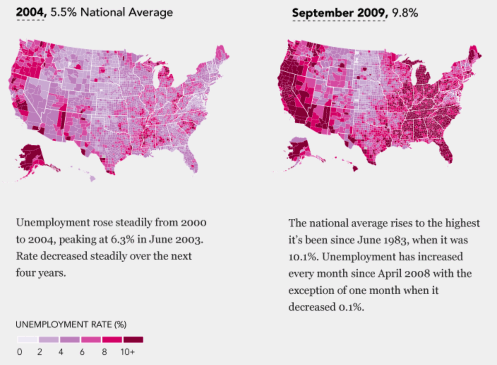 2004, 5.5% National Average
Unemployment rose steadily from 2000
to 2004, peaking at 6.3% in June 2003.
Rate decreased steadily over the next
four years.
September 2009, 9.8%
The national average rises to the highest
it's been since June 1983, when it was
10.1%. Unemployment has increased
every month since April 2008 with the
exception of one month when it
decreased 0.1%.
UNEMPLOYMENT RATE (%)
0 2 4 6 8 10+